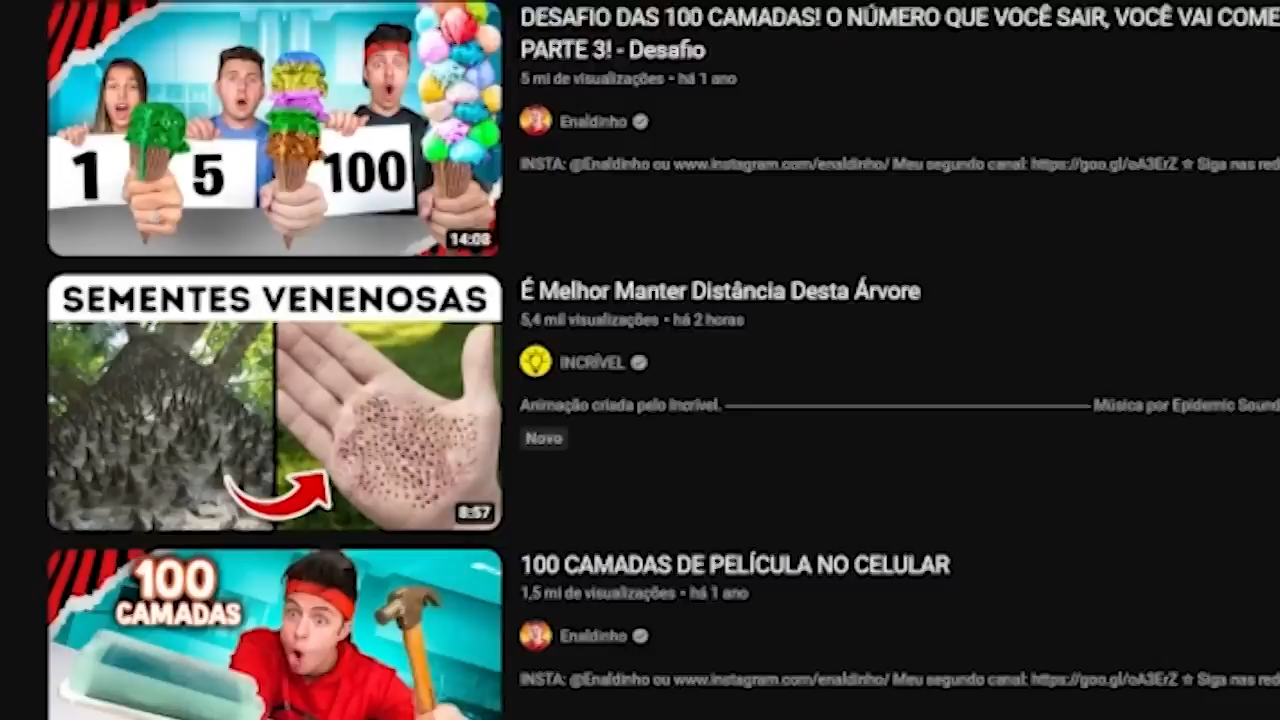 DESAFIO DAS 100 CAMADAS! O NÚMERO QUE VOCÊ SAIR, VOCÊ VAI COME
PARTE 3! - Desafio
5 mi de visualizações • há 1 ano
Enaldinho
INSTA: @Enaldinho ou www.instagram.com/enaldinho/ Meu segundo canal: https://goo.gl/oA3ErZ ☆ Siga nas red
1 5 100
14:08
SEMENTES VENENOSAS
8:57
É Melhor Manter Distância Desta Árvore
5,4 mil visualizações • há 2 horas
INCRÍVEL
Animação criada pelo Incrível. Música por Epidemic Sound
Novo
100
CAMADAS
100 CAMADAS DE PELÍCULA NO CELULAR
1,5 mi de visualizações • há 1 ano
Enaldinho
INSTA: @Enaldinho ou www.instagram.com/enaldinho/ Meu segundo canal: https://goo.gl/oA3ErZ ☆ Siga nas red